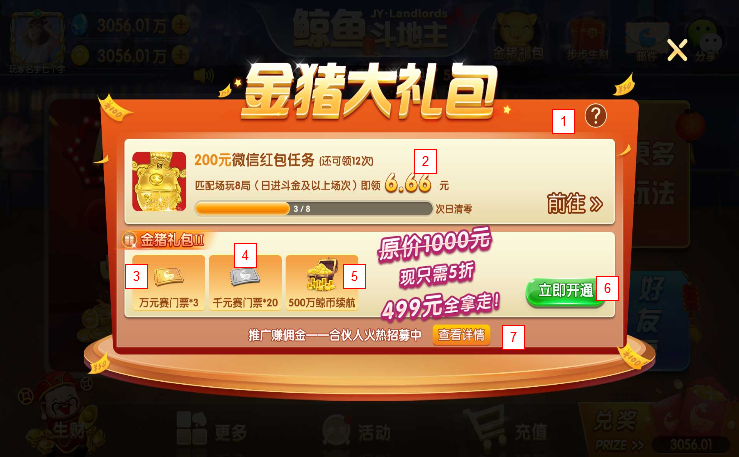 JY·Landlords
鲸鱼斗地主
3056.01万
3056.01万
金猪礼包
步步生财
邮件
分享
金猪大礼包
1
?
200元微信红包任务 (还可领12次)
2
匹配场玩8局(日进斗金及以上场次)即领 6.66 元
3 / 8
次日清零
前往
更多玩法
金猪礼包II
3
4
5
万元赛门票*3
千元赛门票*20
500万鲸币续航
原价1000元
现只需5折
499元全拿走!
立即开通
6
好友
推广赚佣金——合伙人火热招募中
查看详情
7
生财
更多
活动
充值
兑奖
PRIZE >>
3056.01